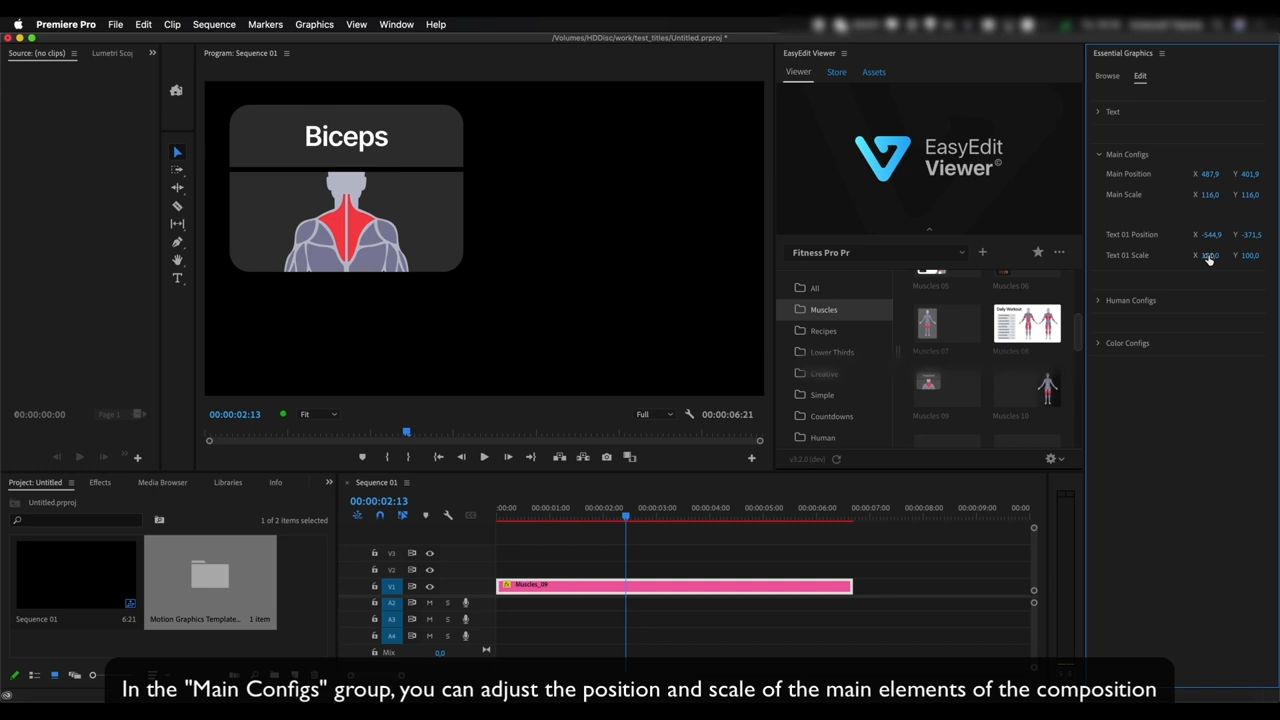 Premiere Pro File Edit Clip Sequence Markers Graphics View Window Help
/Volumes/HDDisc/work/test_titles/Untitled.prproj *
Source: (no clips) Lumetri Scop
Program: Sequence 01
EasyEdit Viewer
Essential Graphics
Viewer Store Assets
Browse Edit
Biceps
EasyEdit
Viewer©
Text
Main Configs
Main Position X 487,9 Y 401,9
Main Scale X 116,0 Y 116,0
Text 01 Position X -544,9 Y -371,5
Text 01 Scale X Y 100,0
Human Configs
Color Configs
Fitness Pro Pr
All
Muscles
Recipes
Lower Thirds
Creative
Simple
Countdowns
Human
Muscles 05 Muscles 06
Muscles 07 Muscles 08
Muscles 09 Muscles 10
Daily Workout
v3.2.0 (dev)
00:00:00:00 Page 1
00:00:02:13 Fit Full 00:00:06:21
Project: Untitled Effects Media Browser Libraries Info
Untitled.prproj
1 of 2 items selected
Sequence 01 6:21
Motion Graphics Template... 1 item
Sequence 01
00:00:02:13
:00:00 00:00:01:00 00:00:02:00 00:00:03:00 00:00:04:00 00:00:05:00 00:00:06:00 00:00:07:00 00:00:08:00 00:00:09:00 00:00
V3
V2
V1 fx Muscles_09
A2 M S
A3 M S
A4 M S
Mix 0,0
In the "Main Configs" group, you can adjust the position and scale of the main elements of the composition